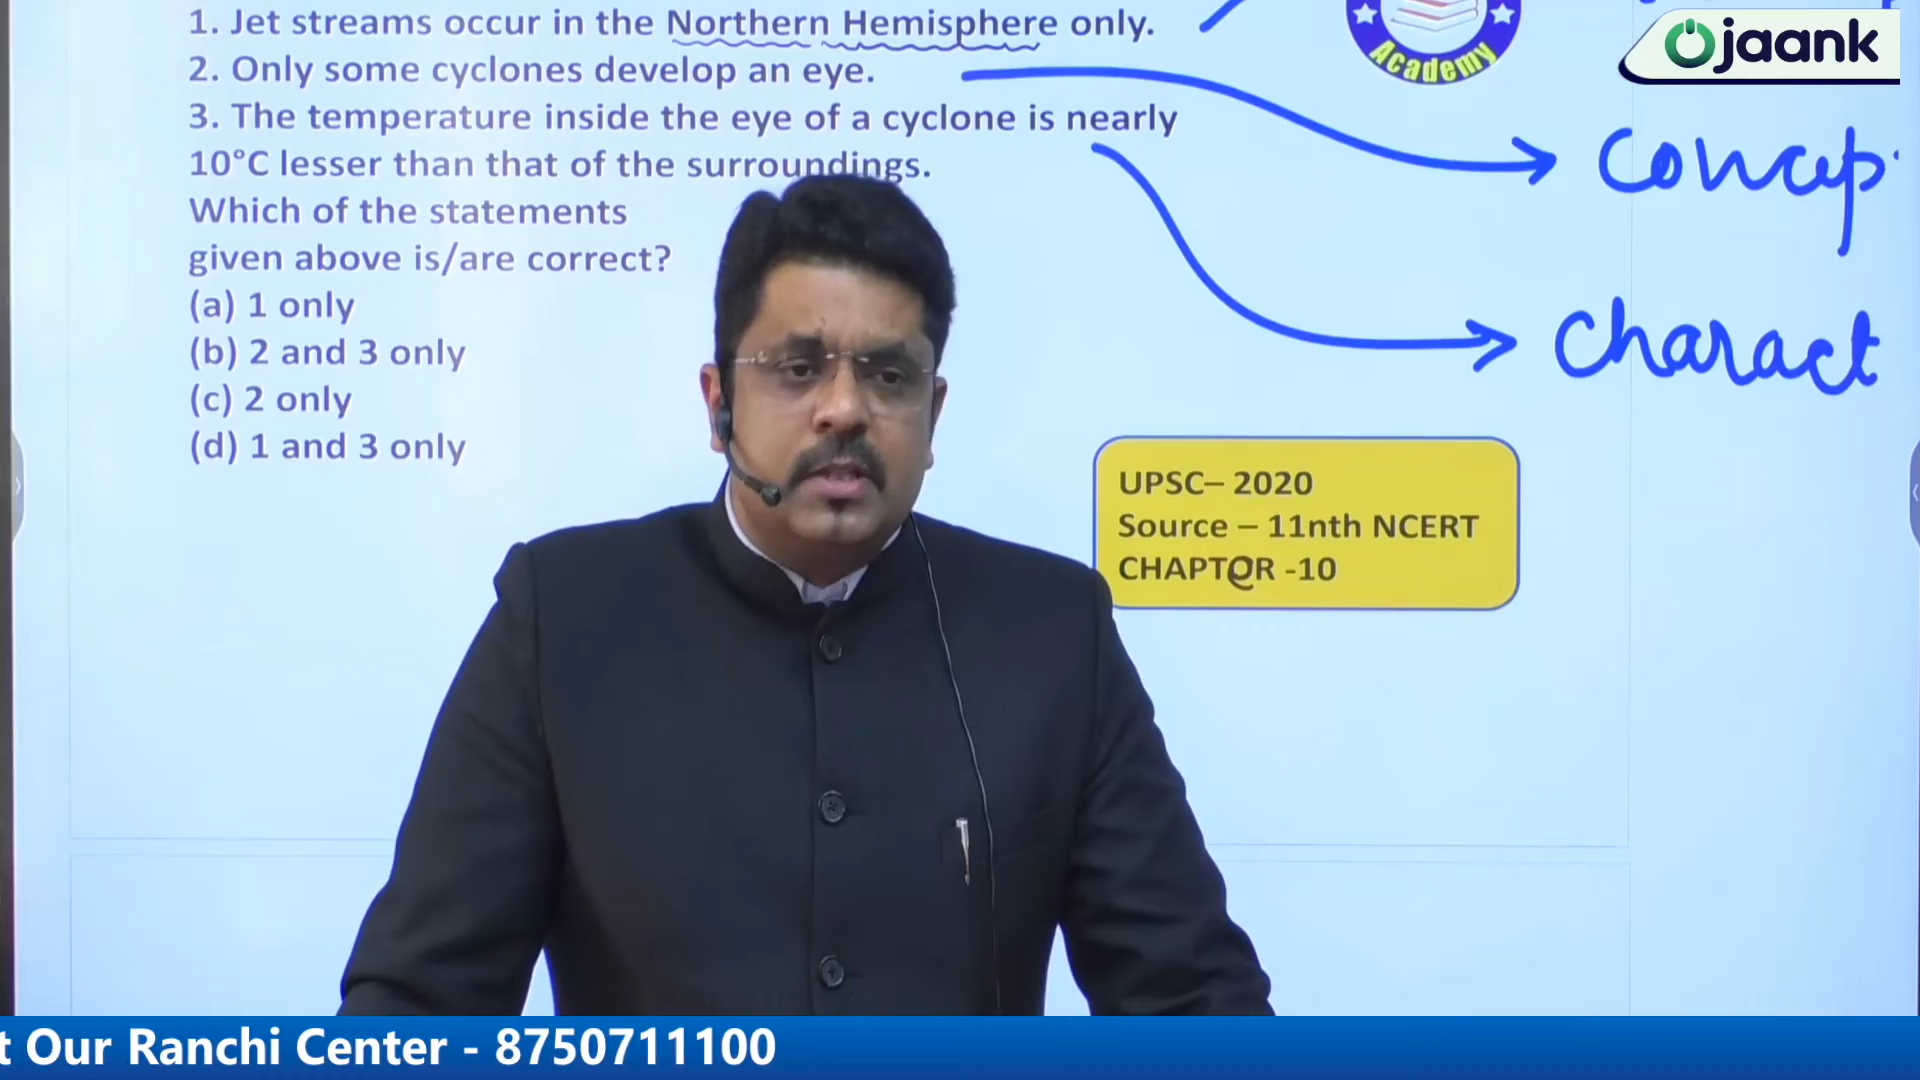 1. Jet streams occur in the Northern Hemisphere only.
2. Only some cyclones develop an eye.
3. The temperature inside the eye of a cyclone is nearly
10°C lesser than that of the surroundings.
Which of the statements
given above is/are correct?
(a) 1 only
(b) 2 and 3 only
(c) 2 only
(d) 1 and 3 only
Academy
Ojaank
Concep
Charact
UPSC– 2020
Source – 11nth NCERT
CHAPTeR -10
t Our Ranchi Center - 8750711100